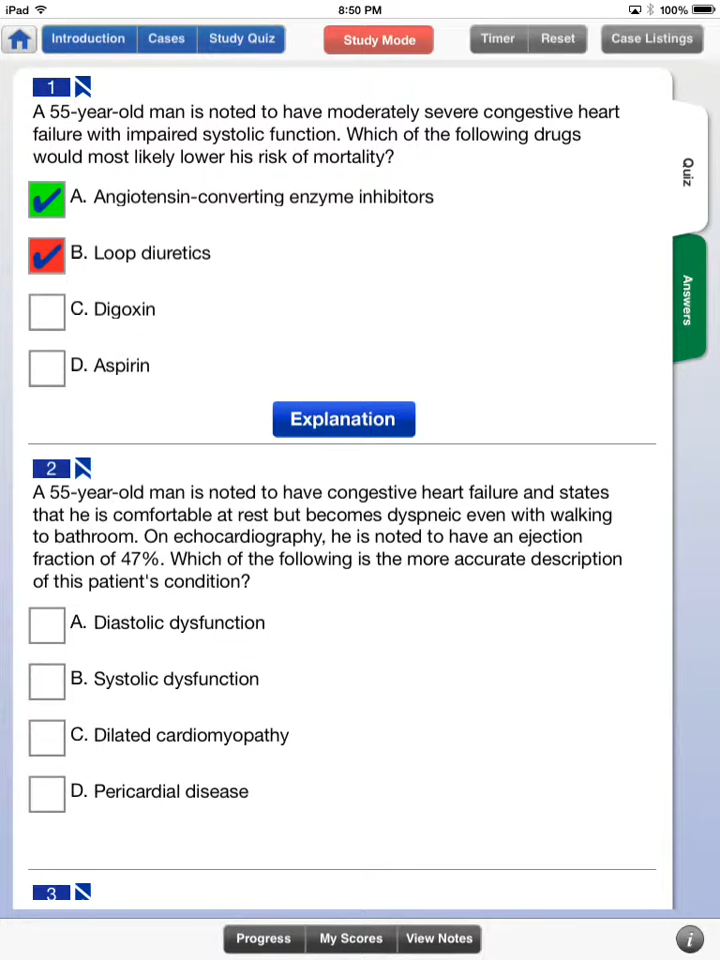 iPad 8:50 PM 100%
Introduction Cases Study Quiz Study Mode Timer Reset Case Listings
Quiz
Answers
1
A 55-year-old man is noted to have moderately severe congestive heart
failure with impaired systolic function. Which of the following drugs
would most likely lower his risk of mortality?
A. Angiotensin-converting enzyme inhibitors
B. Loop diuretics
C. Digoxin
D. Aspirin
Explanation
2
A 55-year-old man is noted to have congestive heart failure and states
that he is comfortable at rest but becomes dyspneic even with walking
to bathroom. On echocardiography, he is noted to have an ejection
fraction of 47%. Which of the following is the more accurate description
of this patient's condition?
A. Diastolic dysfunction
B. Systolic dysfunction
C. Dilated cardiomyopathy
D. Pericardial disease
3
Progress My Scores View Notes
i